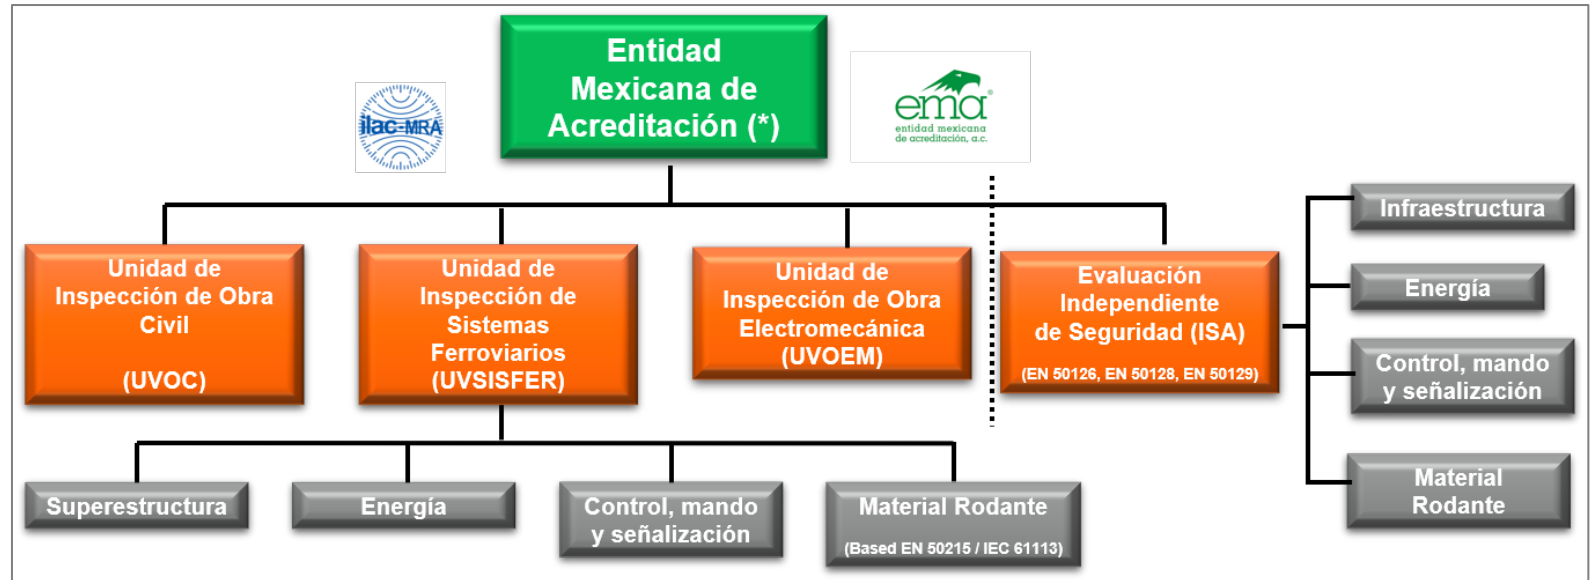 Entidad
Mexicana de
Acreditación (*)
ilac-MRA
ema®
entidad mexicana
de acreditación, a.c.
Unidad de
Inspección de Obra
Civil
(UVOC)
Unidad de
Inspección de
Sistemas
Ferroviarios
(UVSISFER)
Unidad de
Inspección de Obra
Electromecánica
(UVOEM)
Evaluación
Independiente
de Seguridad (ISA)
(EN 50126, EN 50128, EN 50129)
Infraestructura
Energía
Control, mando
y señalización
Material
Rodante
Superestructura
Energía
Control, mando
y señalización
Material Rodante
(Based EN 50215 / IEC 61113)